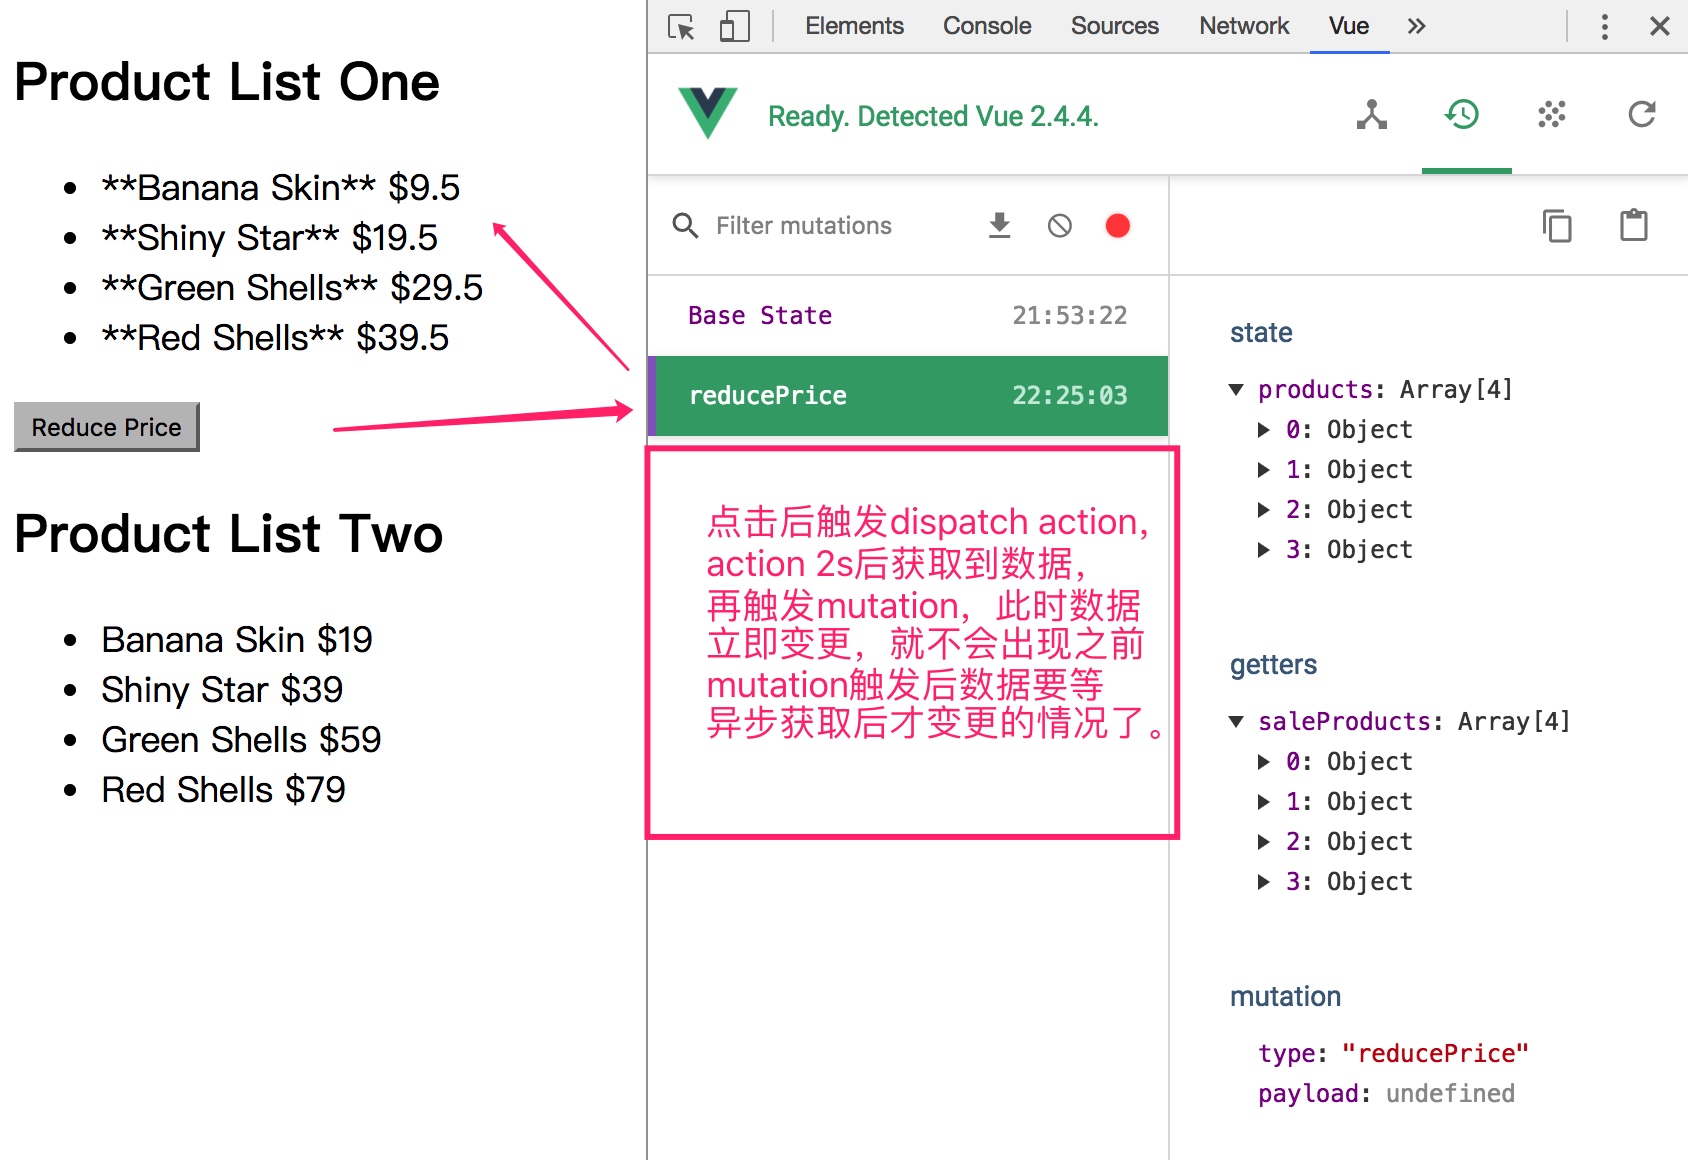 Product List One
**Banana Skin** $9.5
**Shiny Star** $19.5
**Green Shells** $29.5
**Red Shells** $39.5
Reduce Price
Product List Two
Banana Skin $19
Shiny Star $39
Green Shells $59
Red Shells $79
Elements Console Sources Network Vue »
Ready. Detected Vue 2.4.4.
Filter mutations
Base State 21:53:22
reducePrice 22:25:03
点击后触发dispatch action，
action 2s后获取到数据，
再触发mutation，此时数据
立即变更，就不会出现之前
mutation触发后数据要等
异步获取后才变更的情况了。
state
products: Array[4]
0: Object
1: Object
2: Object
3: Object
getters
saleProducts: Array[4]
0: Object
1: Object
2: Object
3: Object
mutation
type: "reducePrice"
payload: undefined